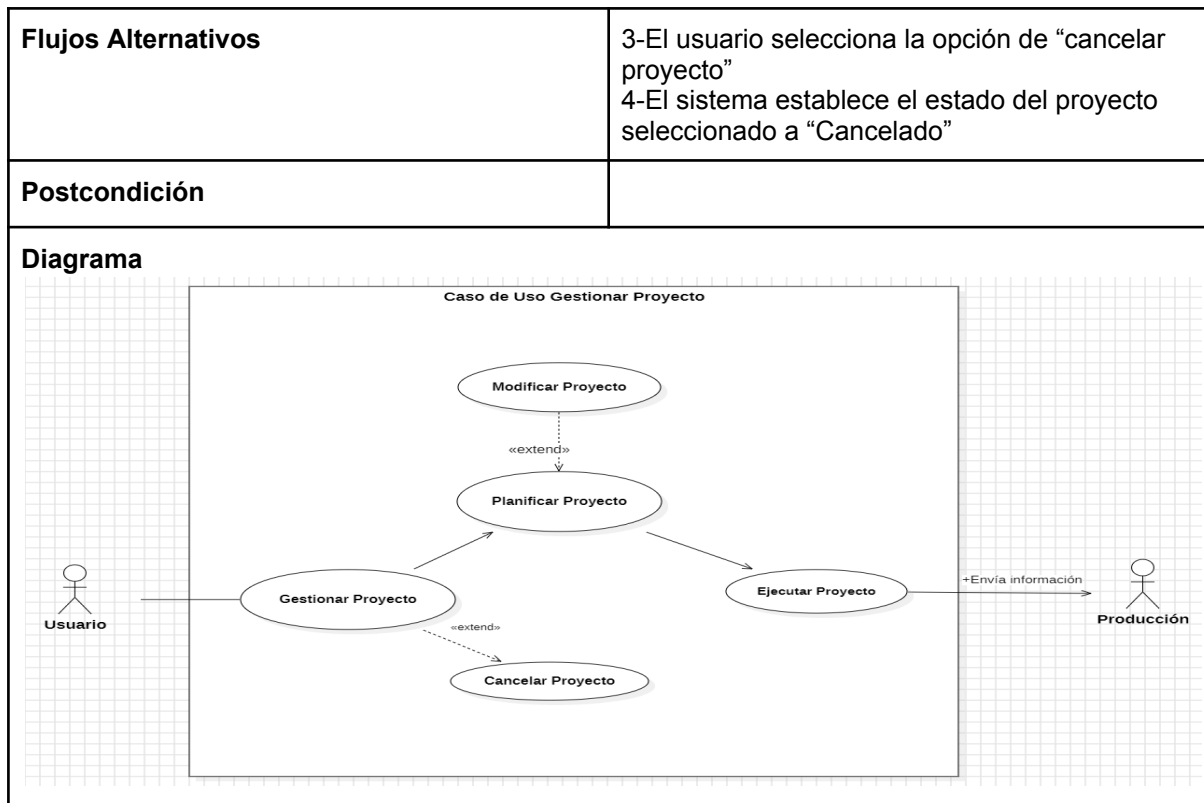 Flujos Alternativos
3-El usuario selecciona la opción de “cancelar
proyecto”
4-El sistema establece el estado del proyecto
seleccionado a “Cancelado”
Postcondición
Diagrama
Caso de Uso Gestionar Proyecto
Modificar Proyecto
«extend»
Planificar Proyecto
Gestionar Proyecto
Ejecutar Proyecto
+Envía información
Usuario
Producción
«extend»
Cancelar Proyecto